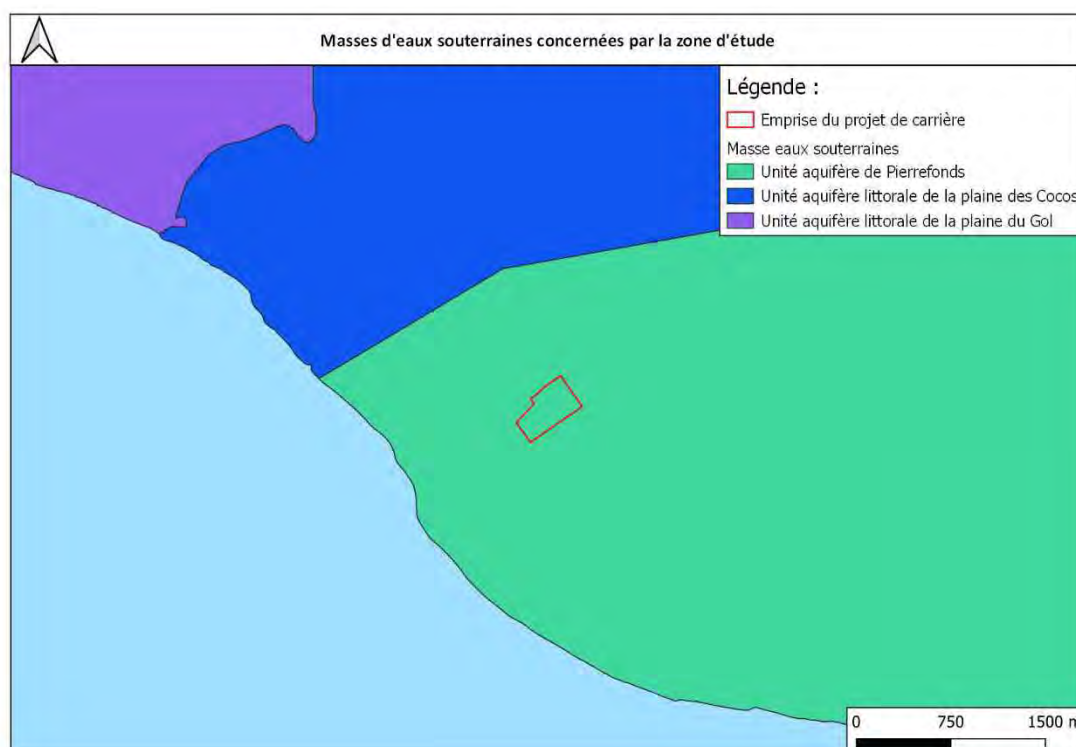 Masses d'eaux souterraines concernées par la zone d'étude
Légende :
Emprise du projet de carrière
Masse eaux souterraines
Unité aquifère de Pierrefonds
Unité aquifère littorale de la plaine des Cocos
Unité aquifère littorale de la plaine du Gol
0 750 1500 m